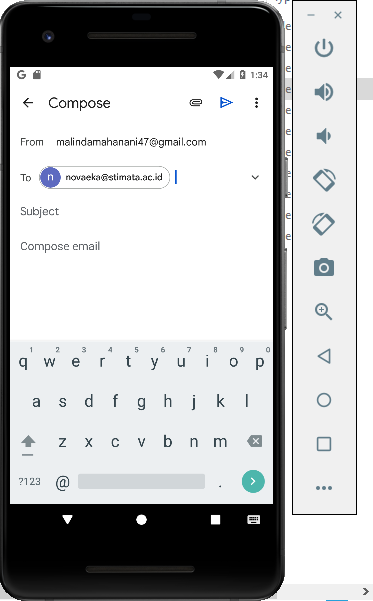 G 1:34
Compose
From malindamahanani47@gmail.com
To n novaeka@stimata.ac.id
Subject
Compose email
1 2 3 4 5 6 7 8 9 0
q w e r t y u i o p
a s d f g h j k l
z x c v b n m
?123 @ .